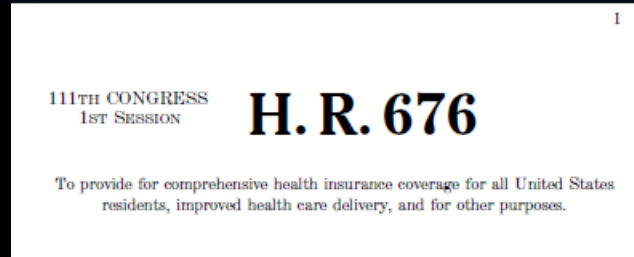 I
111TH CONGRESS
1ST SESSION
H. R. 676
To provide for comprehensive health insurance coverage for all United States
residents, improved health care delivery, and for other purposes.